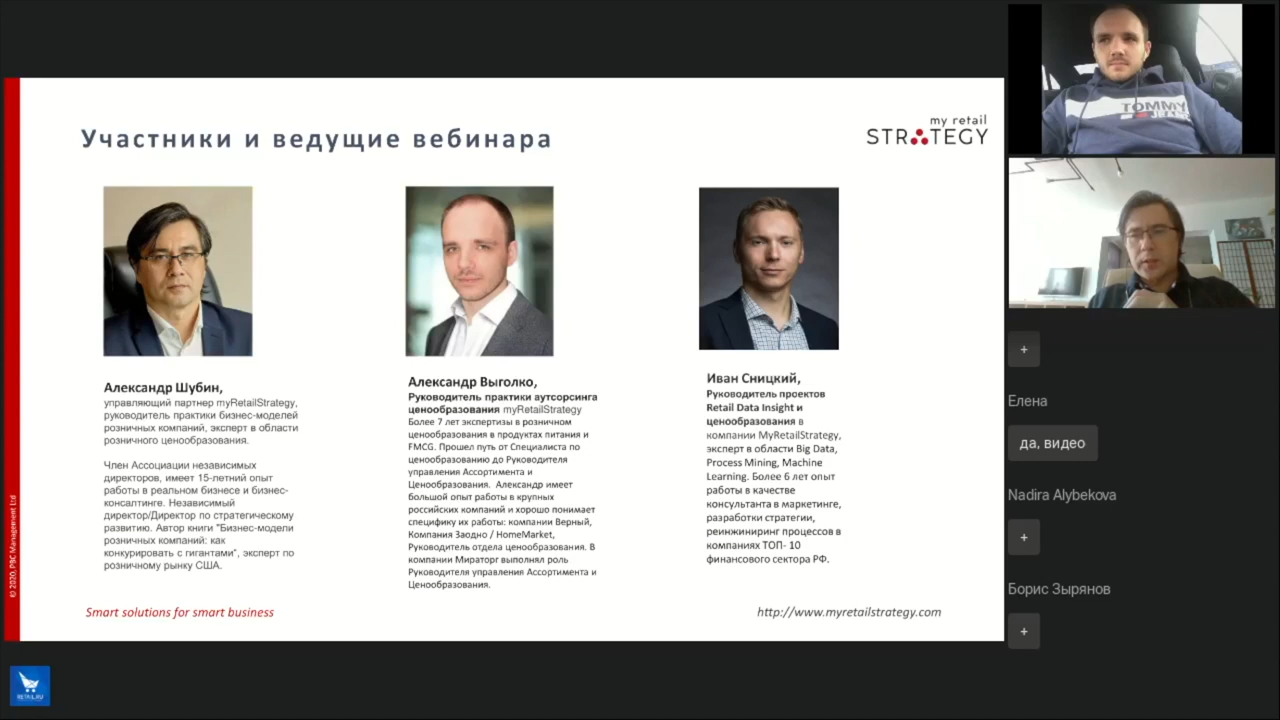 Участники и ведущие вебинара
my retail
STRATEGY
Александр Шубин,
управляющий партнер myRetailStrategy,
руководитель практики бизнес-моделей
розничных компаний, эксперт в области
розничного ценообразования.
Член Ассоциации независимых
директоров, имеет 15-летний опыт
работы в реальном бизнесе и бизнес-
консалтинге. Независимый
директор/Директор по стратегическому
развитию. Автор книги "Бизнес-модели
розничных компаний: как
конкурировать с гигантами", эксперт по
розничному рынку США.
Александр Выголко,
Руководитель практики аутсорсинга
ценообразования myRetailStrategy
Более 7 лет экспертизы в розничном
ценообразовании в продуктах питания и
FMCG. Прошел путь от Специалиста по
ценообразованию до Руководителя
управления Ассортимента и
Ценообразования. Александр имеет
большой опыт работы в крупных
российских компаний и хорошо понимает
специфику их работы: компании Верный,
Компания Заодно / HomeMarket,
Руководитель отдела ценообразования. В
компании Мираторг выполнял роль
Руководителя управления Ассортимента и
Ценообразования.
Иван Сницкий,
Руководитель проектов
Retail Data Insight и
ценообразования в
компании MyRetailStrategy,
эксперт в области Big Data,
Process Mining, Machine
Learning. Более 6 лет опыт
работы в качестве
консультанта в маркетинге,
разработки стратегии,
реинжиниринг процессов в
компаниях ТОП- 10
финансового сектора РФ.
Smart solutions for smart business
http://www.myretailstrategy.com
© 2020, PBC Management Ltd
RETAIL.RU
TOMMY
JEANS
+
Елена
да, видео
Nadira Alybekova
+
Борис Зырянов
+